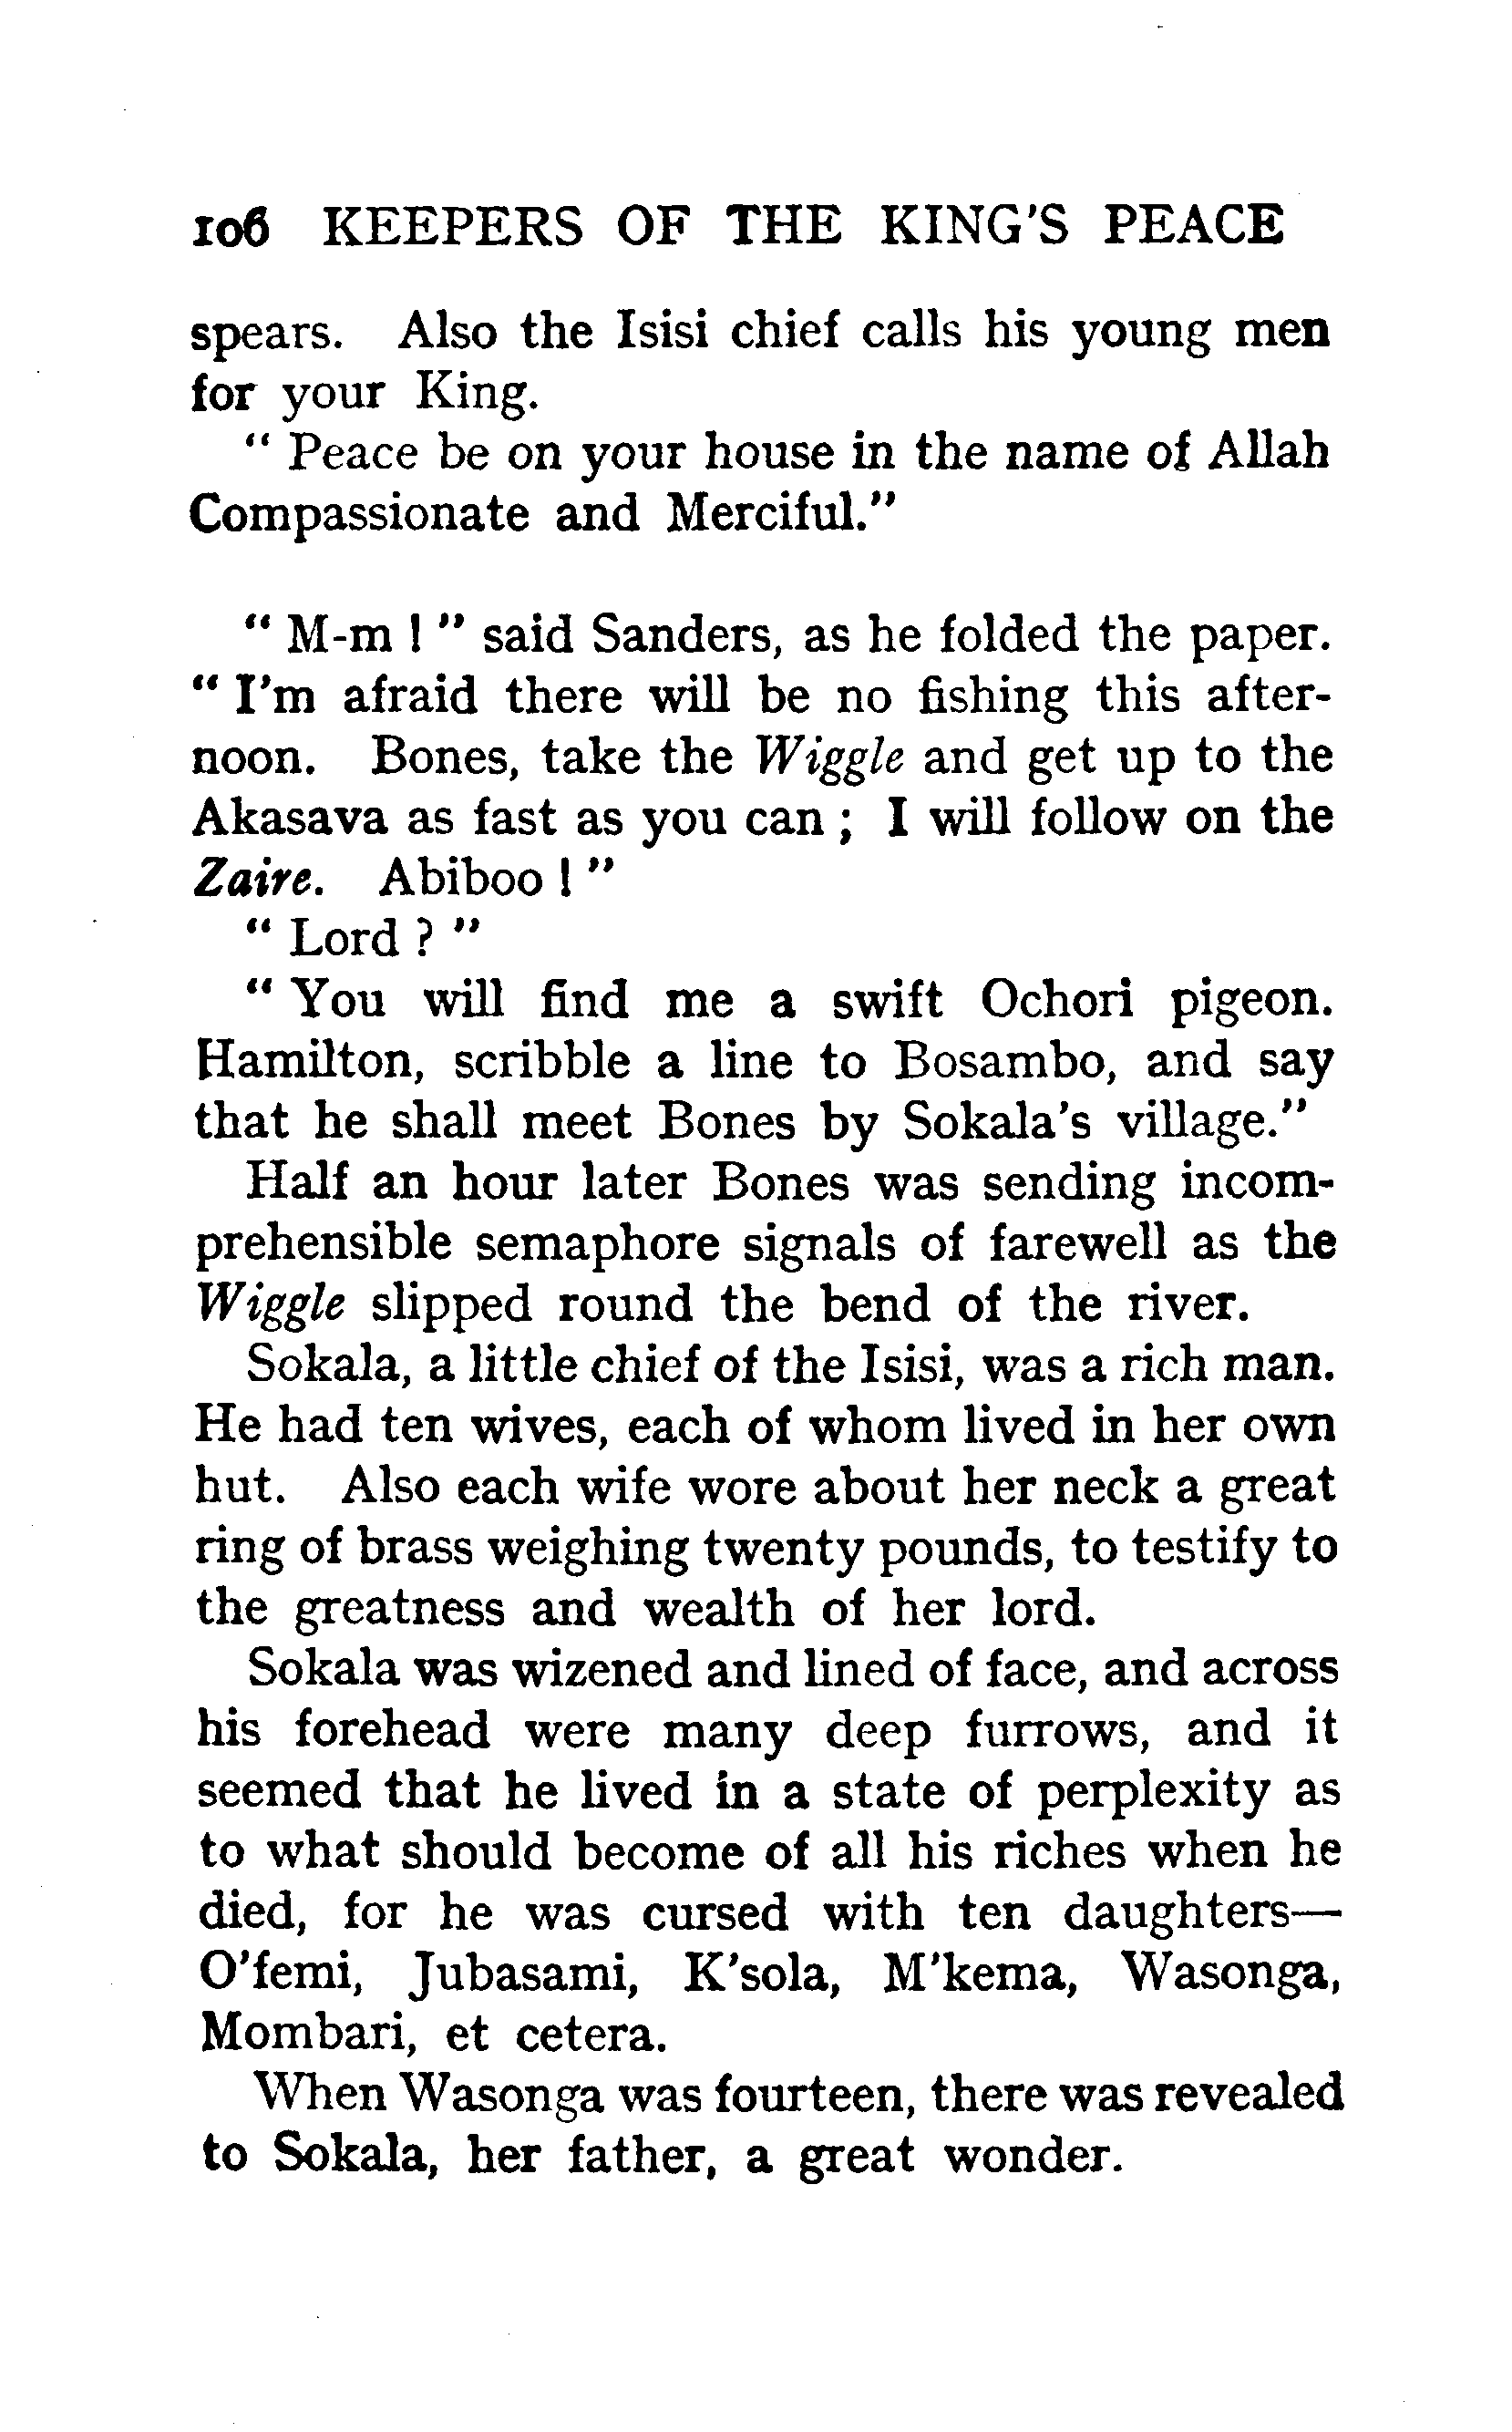 106 KEEPERS OF THE KING'S PEACE
spears. Also the Isisi chief calls his young men
for your King.
" Peace be on your house in the name of Allah
Compassionate and Merciful."
" M-m ! " said Sanders, as he folded the paper.
" I'm afraid there will be no fishing this after-
noon. Bones, take the Wiggle and get up to the
Akasava as fast as you can ; I will follow on the
Zaire. Abiboo ! "
" Lord ? "
" You will find me a swift Ochori pigeon.
Hamilton, scribble a line to Bosambo, and say
that he shall meet Bones by Sokala's village."
Half an hour later Bones was sending incom-
prehensible semaphore signals of farewell as the
Wiggle slipped round the bend of the river.
Sokala, a little chief of the Isisi, was a rich man.
He had ten wives, each of whom lived in her own
hut. Also each wife wore about her neck a great
ring of brass weighing twenty pounds, to testify to
the greatness and wealth of her lord.
Sokala was wizened and lined of face, and across
his forehead were many deep furrows, and it
seemed that he lived in a state of perplexity as
to what should become of all his riches when he
died, for he was cursed with ten daughters—
O'femi, Jubasami, K'sola, M'kema, Wasonga,
Mombari, et cetera.
When Wasonga was fourteen, there was revealed
to Sokala, her father, a great wonder.